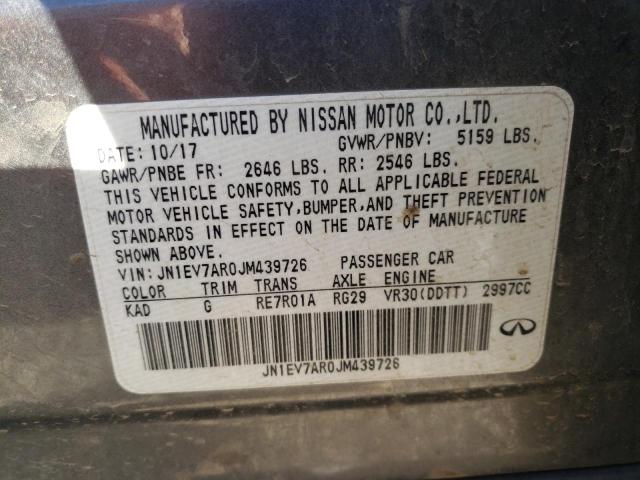 MANUFACTURED BY NISSAN MOTOR CO.,LTD.
DATE: 10/17 GVWR/PNBV: 5159 LBS.
GAWR/PNBE FR: 2646 LBS. RR: 2546 LBS.
THIS VEHICLE CONFORMS TO ALL APPLICABLE FEDERAL
MOTOR VEHICLE SAFETY,BUMPER,AND THEFT PREVENTION
STANDARDS IN EFFECT ON THE DATE OF MANUFACTURE
SHOWN ABOVE.
VIN: JN1EV7AR0JM439726 PASSENGER CAR
COLOR TRIM TRANS AXLE ENGINE
KAD G RE7R01A RG29 VR30(DDTT) 2997CC
JN1EV7AR0JM439726